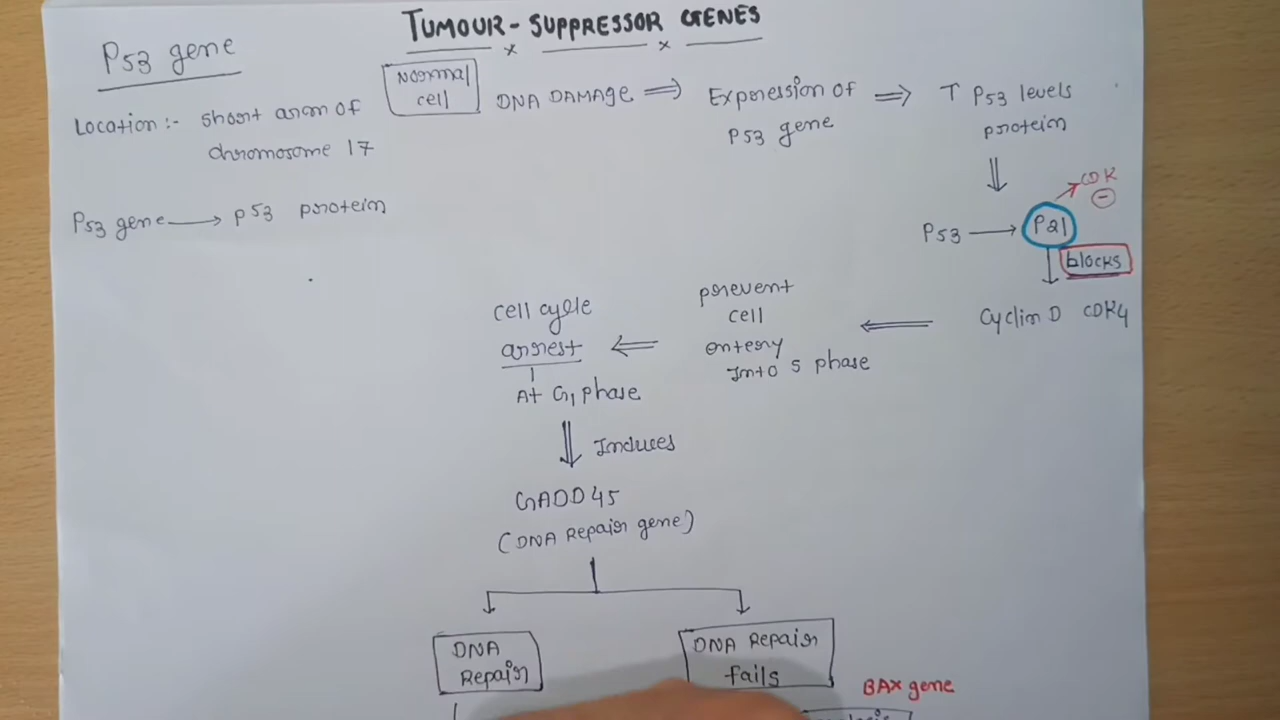 TUMOUR-SUPPRESSOR GENES
P53 gene
Location:- short arm of
chromosome 17
P53 gene → p53 protein
Normal
cell
DNA DAMAGE ⇒
Expression of
P53 gene
⇒ ↑ P53 levels
protein
P53 → P21
CDK
−
blocks
Cyclin D CDK4
prevent
cell
entery
Into S phase
cell cycle
arrest
At G1 phase
Induces
GADD45
(DNA Repair gene)
DNA
Repair
DNA Repair
fails
BAX gene